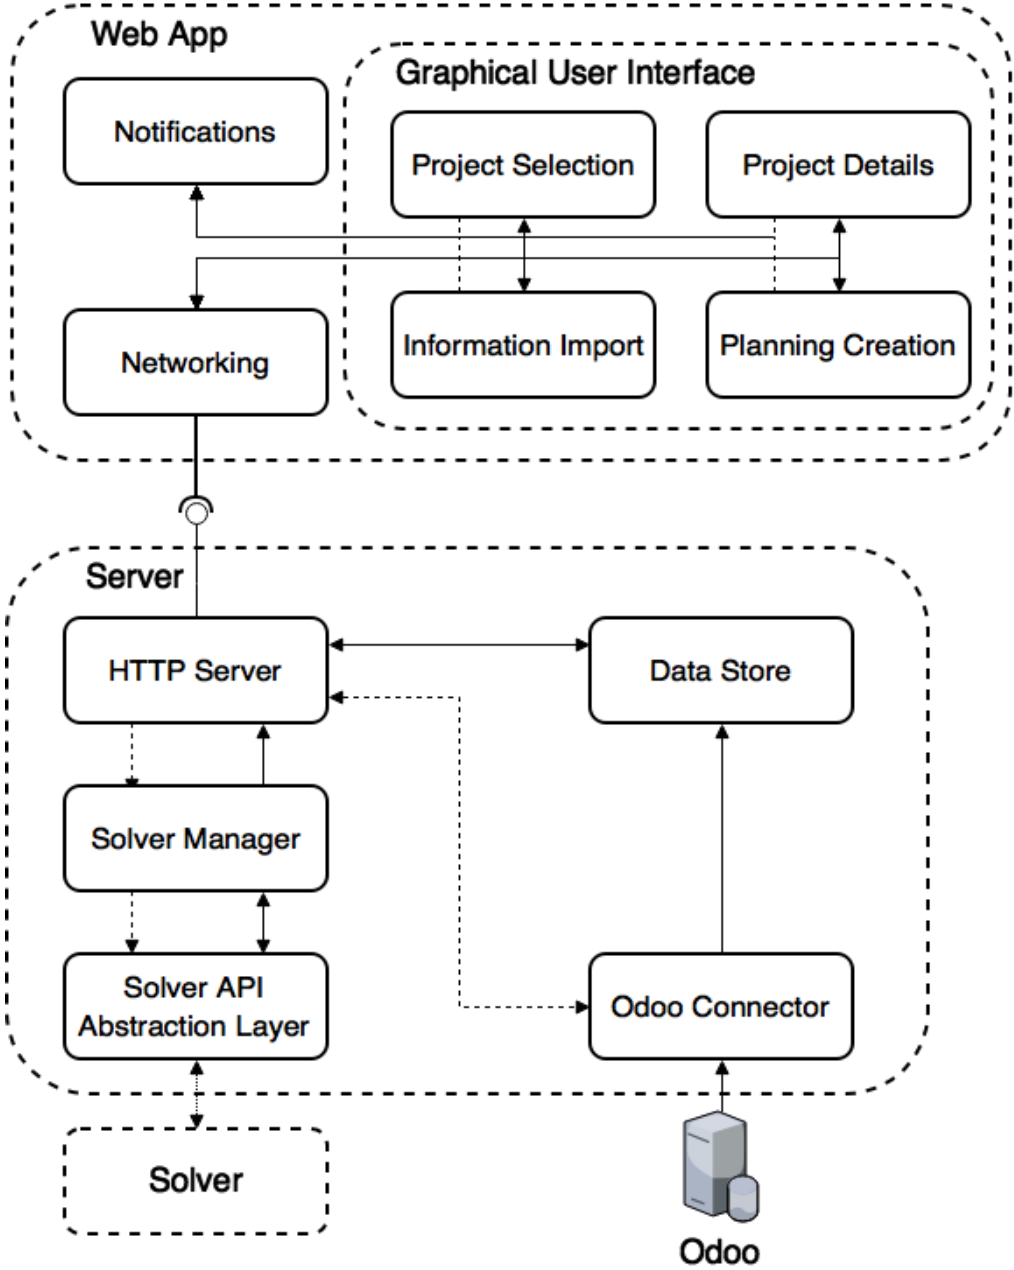 Web App
Graphical User Interface
Notifications
Project Selection
Project Details
Networking
Information Import
Planning Creation
Server
HTTP Server
Data Store
Solver Manager
Solver API
Abstraction Layer
Odoo Connector
Solver
Odoo